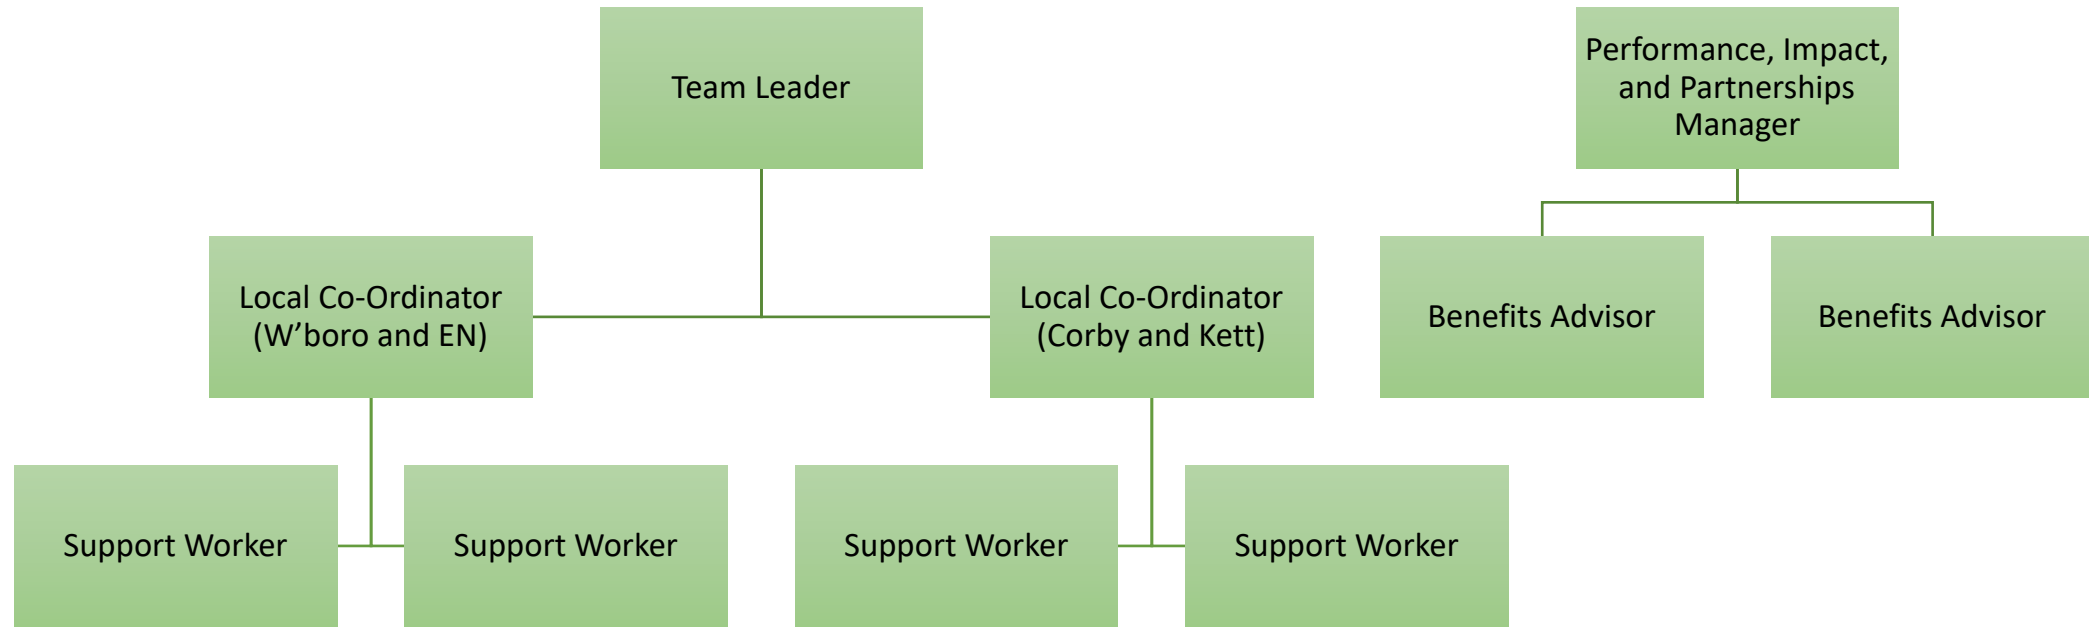 Team Leader
Performance, Impact,
and Partnerships
Manager
Local Co-Ordinator
(W’boro and EN)
Local Co-Ordinator
(Corby and Kett)
Benefits Advisor
Benefits Advisor
Support Worker
Support Worker
Support Worker
Support Worker